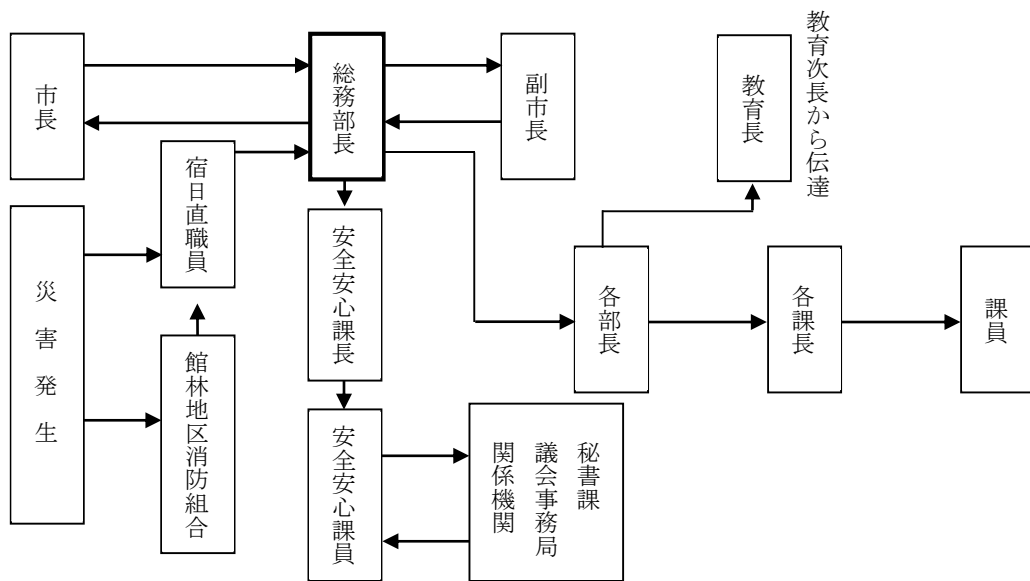 市長
総務部長
副市長
教育長
教育次長から伝達
宿日直職員
災害発生
安全安心課長
各部長
各課長
課員
館林地区消防組合
安全安心課員
秘書課
議会事務局
関係機関